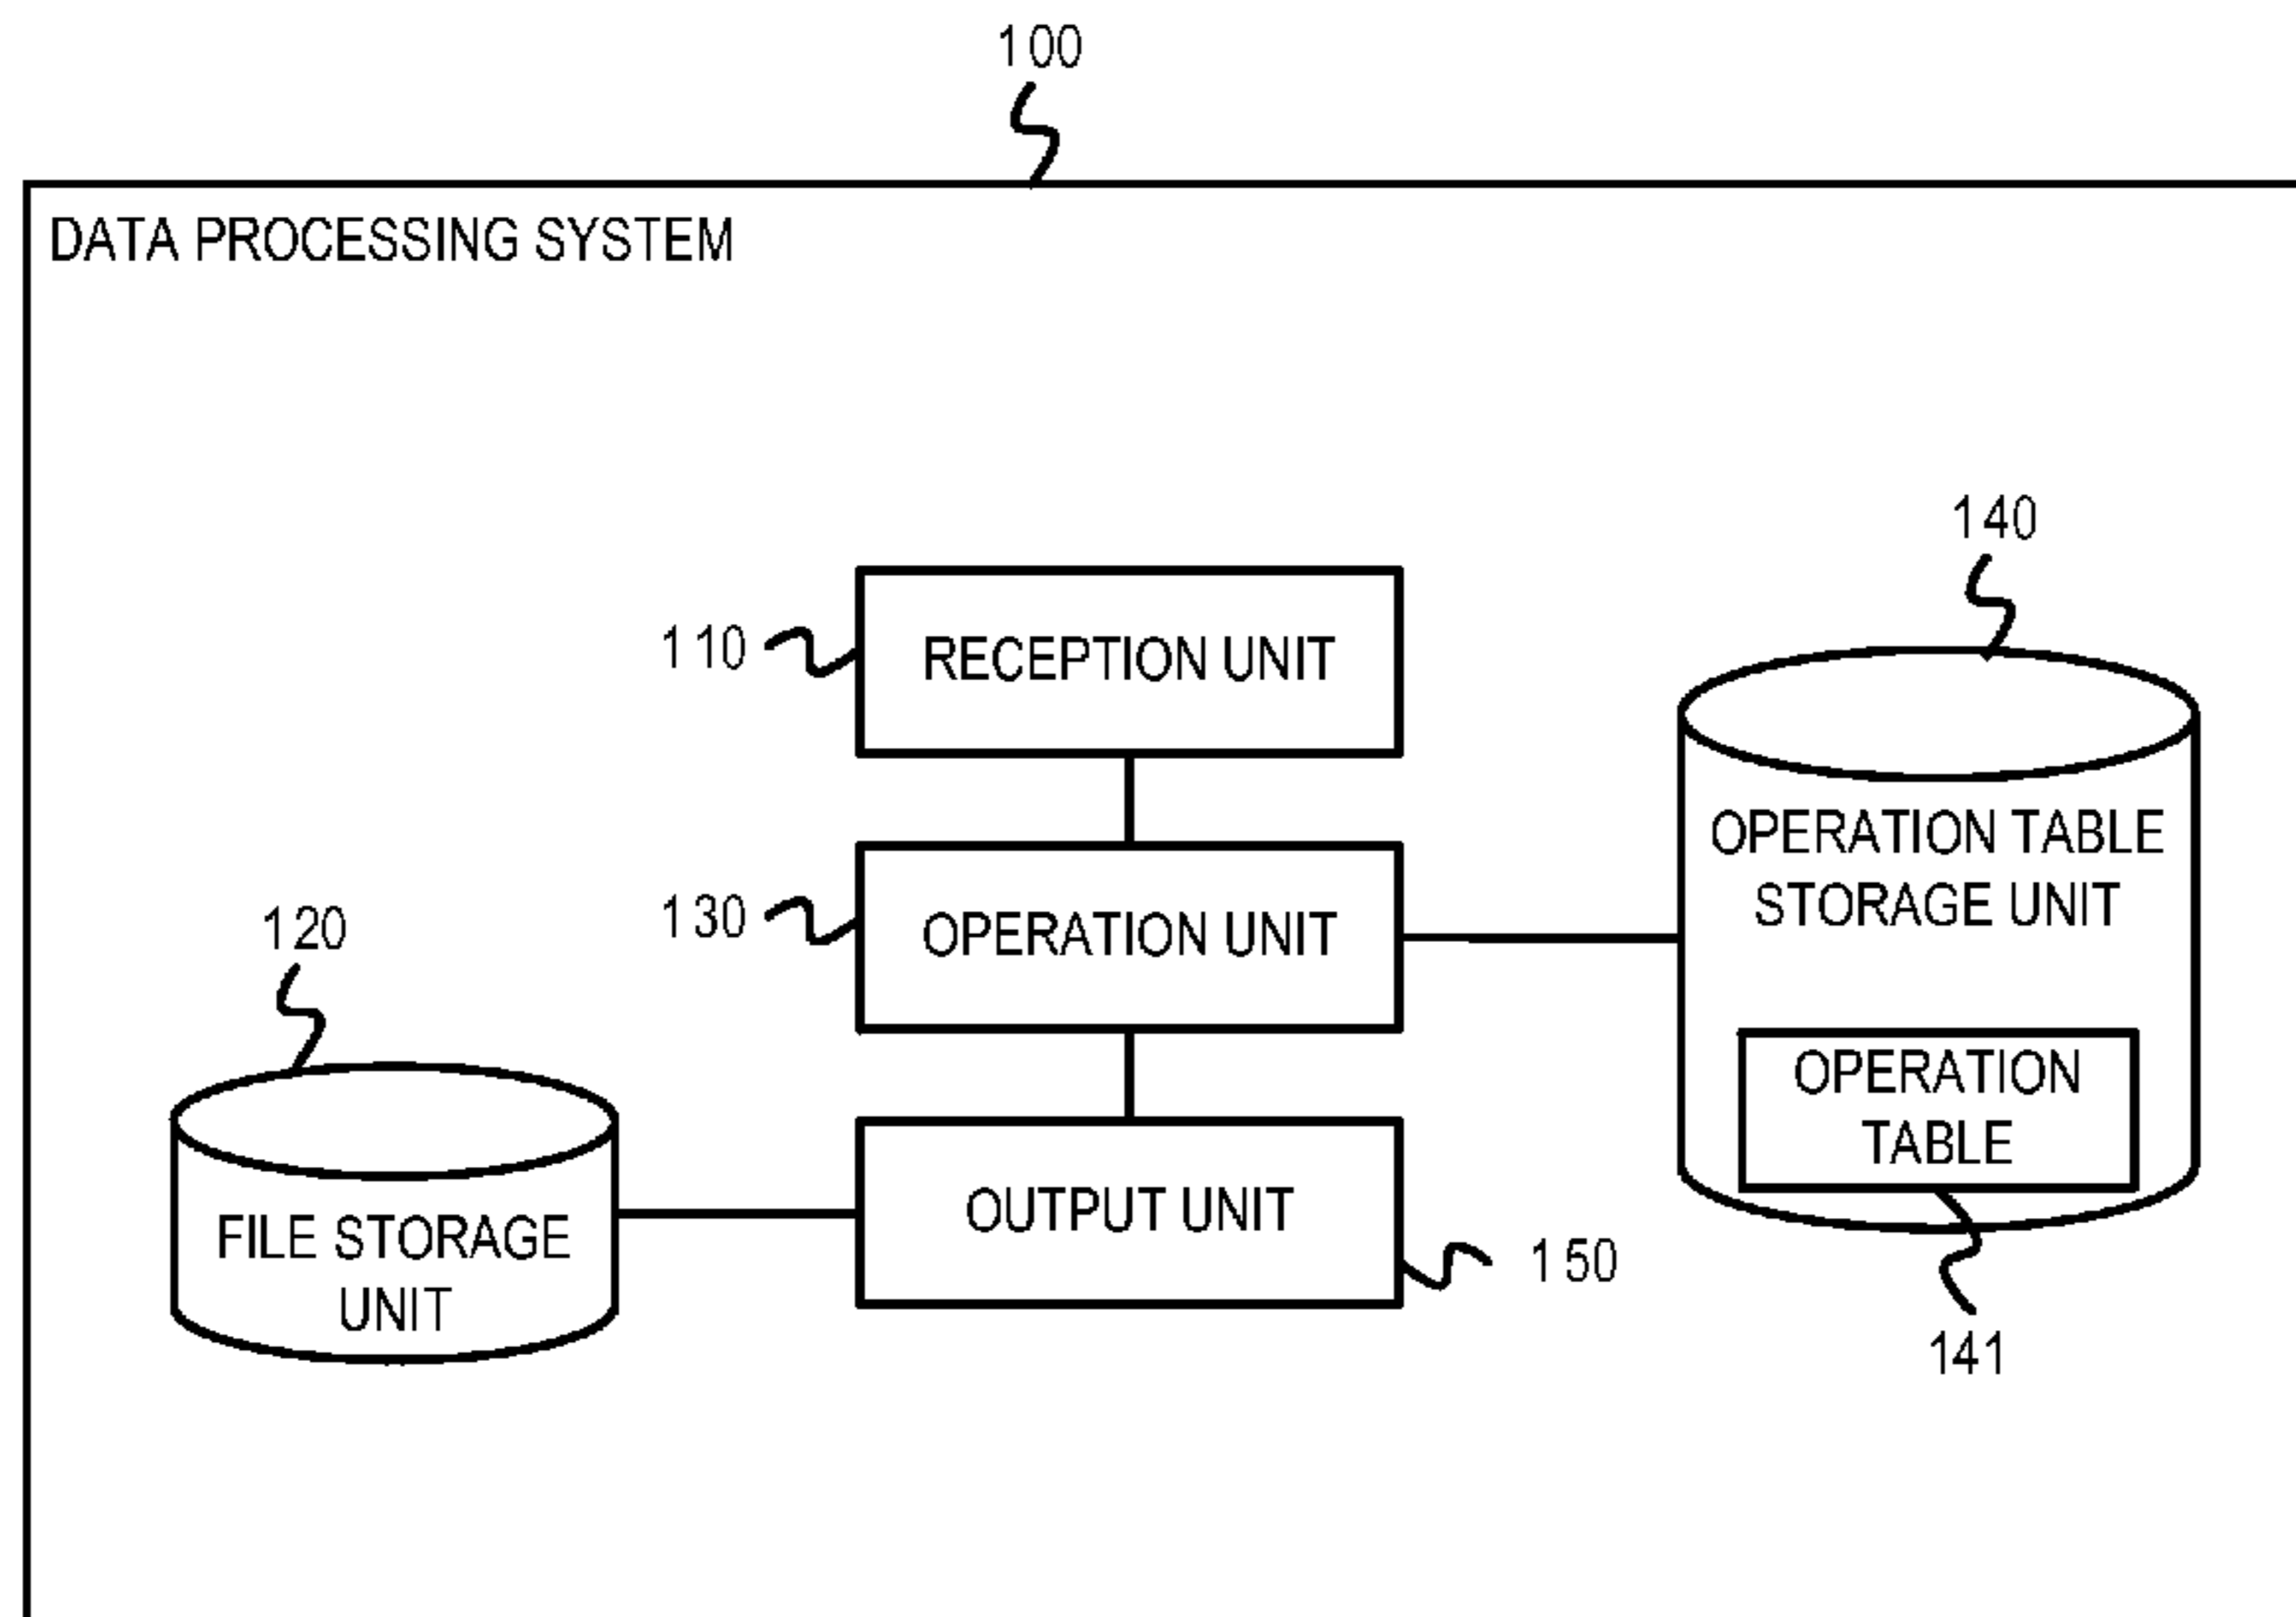 100
DATA PROCESSING SYSTEM
140
110
RECEPTION UNIT
OPERATION TABLE
STORAGE UNIT
130
OPERATION UNIT
120
OPERATION
TABLE
OUTPUT UNIT
FILE STORAGE
UNIT
150
141